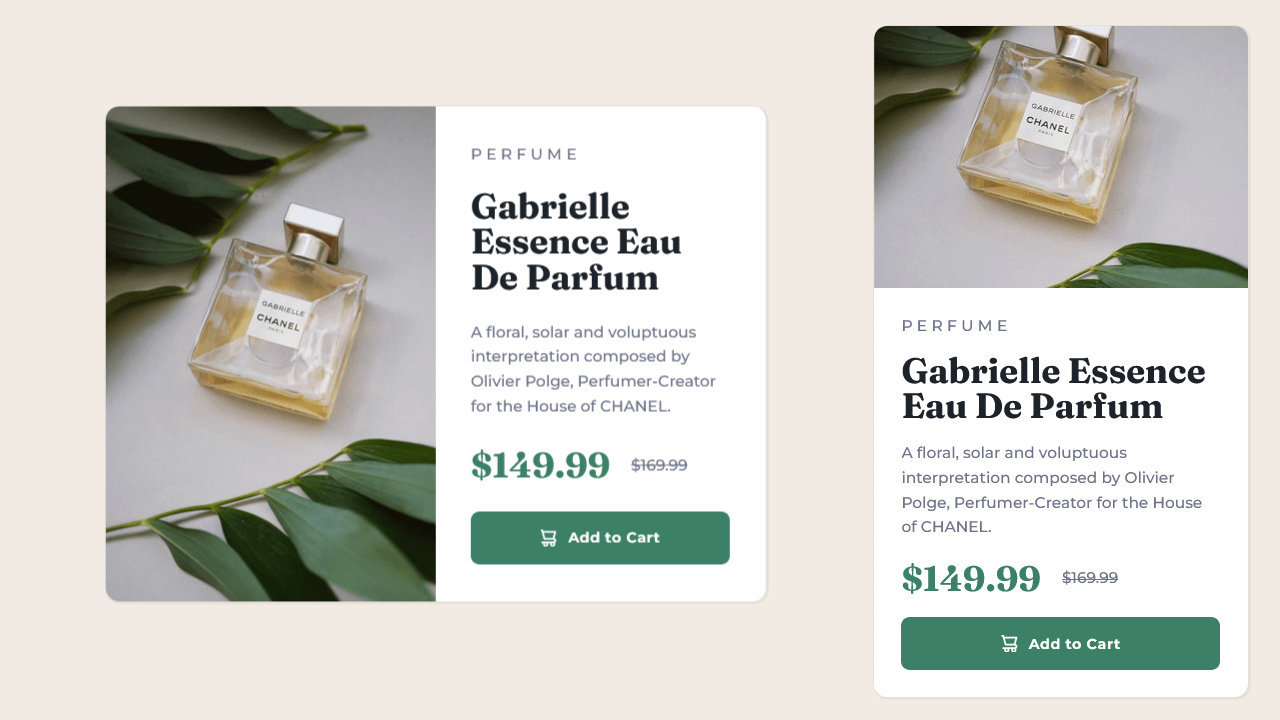 GABRIELLE
CHANEL
PARIS
PERFUME
Gabrielle
Essence Eau
De Parfum
A floral, solar and voluptuous
interpretation composed by
Olivier Polge, Perfumer-Creator
for the House of CHANEL.
$149.99 $169.99
Add to Cart
GABRIELLE
CHANEL
PARIS
PERFUME
Gabrielle Essence
Eau De Parfum
A floral, solar and voluptuous
interpretation composed by Olivier
Polge, Perfumer-Creator for the House
of CHANEL.
$149.99 $169.99
Add to Cart